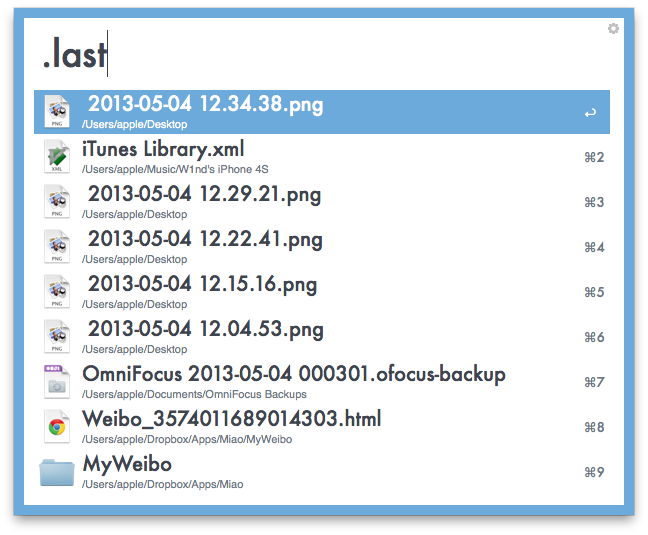 .last
2013-05-04 12.34.38.png
/Users/apple/Desktop
↩
PNG
iTunes Library.xml
/Users/apple/Music/W1nd's iPhone 4S
⌘2
XML
2013-05-04 12.29.21.png
/Users/apple/Desktop
⌘3
PNG
2013-05-04 12.22.41.png
/Users/apple/Desktop
⌘4
PNG
2013-05-04 12.15.16.png
/Users/apple/Desktop
⌘5
PNG
2013-05-04 12.04.53.png
/Users/apple/Desktop
⌘6
PNG
OmniFocus 2013-05-04 000301.ofocus-backup
/Users/apple/Documents/OmniFocus Backups
⌘7
Weibo_3574011689014303.html
/Users/apple/Dropbox/Apps/Miao/MyWeibo
⌘8
MyWeibo
/Users/apple/Dropbox/Apps/Miao
⌘9